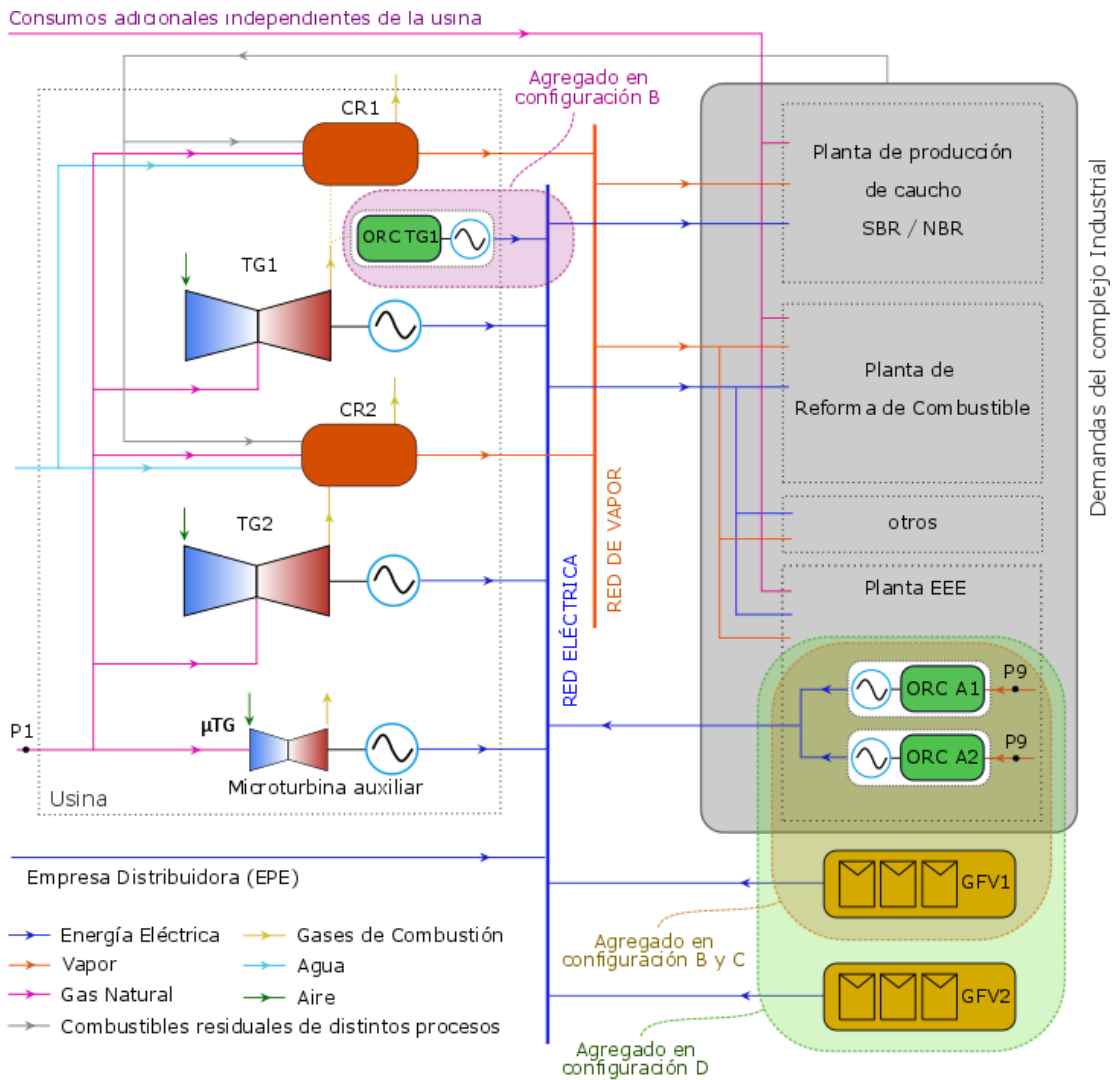 Consumos adicionales independientes de la usina
Agregado en
configuración B
CR1
ORC TG1
TG1
CR2
TG2
µTG
P1
Microturbina auxiliar
Usina
RED ELÉCTRICA
RED DE VAPOR
Planta de producción
de caucho
SBR / NBR
Planta de
Reforma de Combustible
otros
Planta EEE
ORC A1
P9
ORC A2
P9
Demandas del complejo Industrial
Empresa Distribuidora (EPE)
GFV1
Agregado en
configuración B y C
GFV2
Agregado en
configuración D
Energía Eléctrica
Vapor
Gas Natural
Combustibles residuales de distintos procesos
Gases de Combustión
Agua
Aire